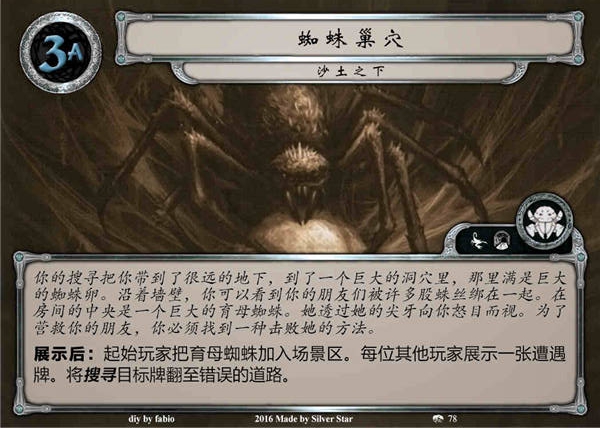 3A
蜘蛛巢穴
沙土之下
你的搜寻把你带到了很远的地下，到了一个巨大的洞穴里，那里满是巨大
的蜘蛛卵。沿着墙壁，你可以看到你的朋友们被许多股蛛丝绑在一起。在
房间的中央是一个巨大的育母蜘蛛。她透过她的尖牙向你怒目而视。为了
营救你的朋友，你必须找到一种击败她的方法。
展示后：起始玩家把育母蜘蛛加入场景区。每位其他玩家展示一张遭遇
牌。将搜寻目标牌翻至错误的道路。
diy by fabio 2016 Made by Silver Star 78